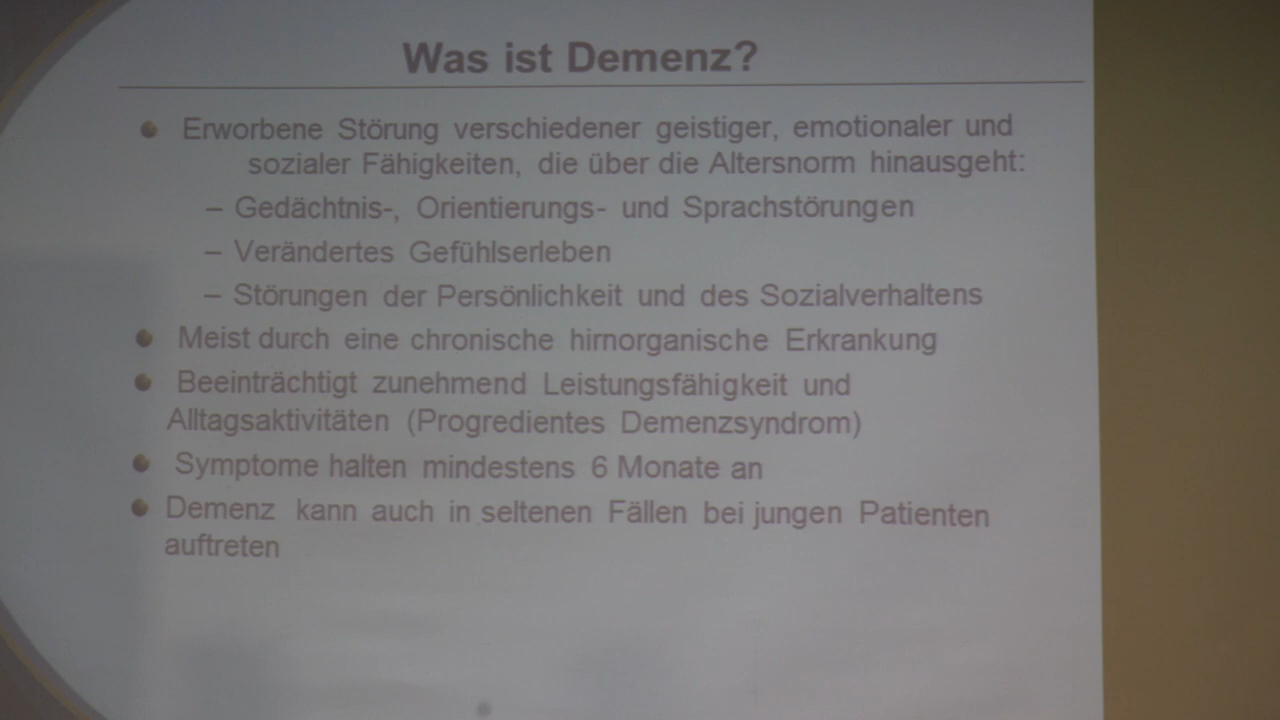 Was ist Demenz?
Erworbene Störung verschiedener geistiger, emotionaler und
sozialer Fähigkeiten, die über die Altersnorm hinausgeht:
– Gedächtnis-, Orientierungs- und Sprachstörungen
– Verändertes Gefühlserleben
– Störungen der Persönlichkeit und des Sozialverhaltens
Meist durch eine chronische hirnorganische Erkrankung
Beeinträchtigt zunehmend Leistungsfähigkeit und
Alltagsaktivitäten (Progredientes Demenzsyndrom)
Symptome halten mindestens 6 Monate an
Demenz kann auch in seltenen Fällen bei jungen Patienten
auftreten